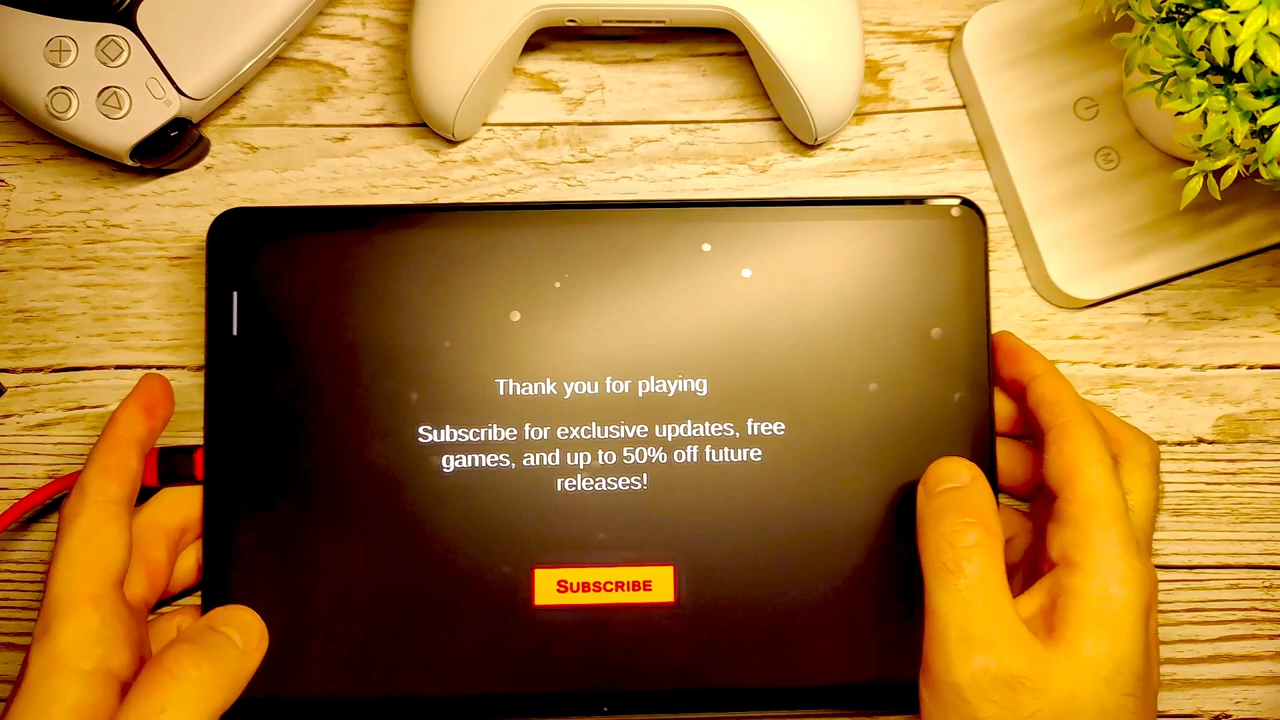 Thank you for playing
Subscribe for exclusive updates, free
games, and up to 50% off future
releases!
SUBSCRIBE
M